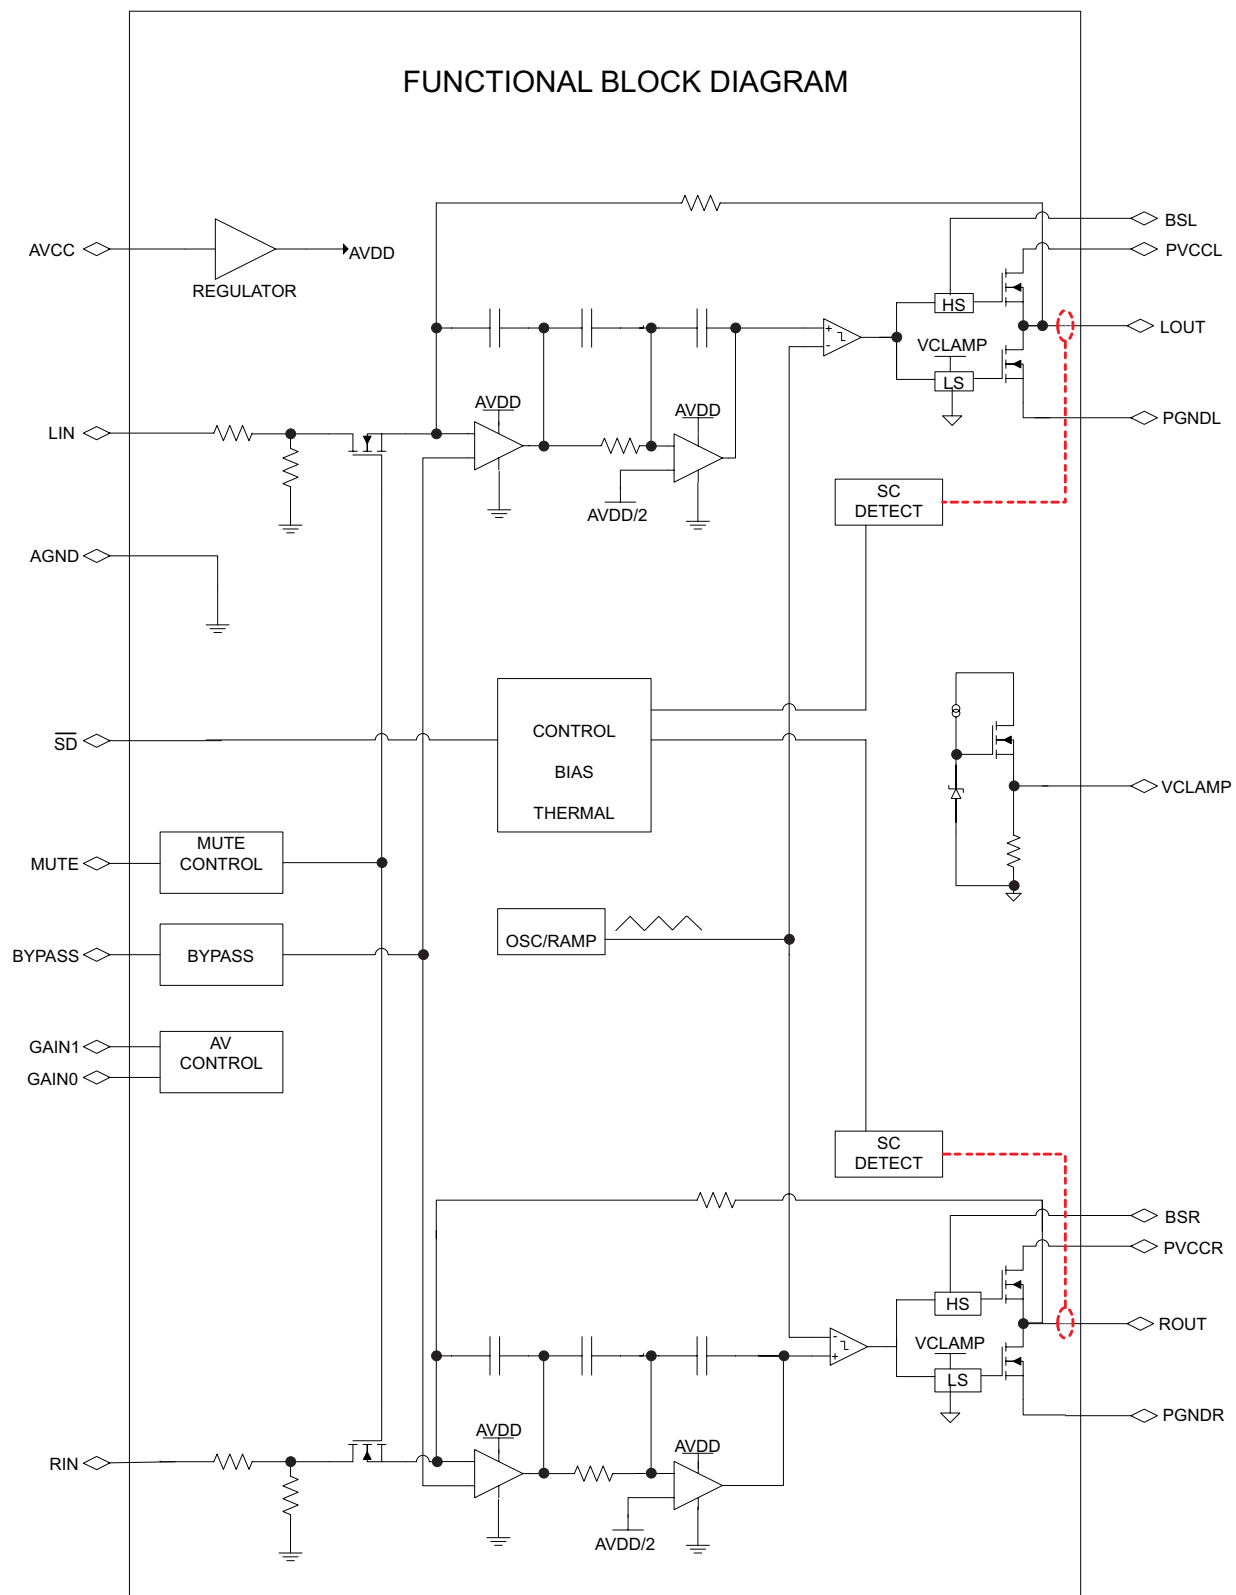 FUNCTIONAL BLOCK DIAGRAM
BSL
AVCC
AVDD
PVCCL
REGULATOR
HS
+
-
LOUT
VCLAMP
LS
AVDD
AVDD
PGNDL
LIN
SC
DETECT
AVDD/2
AGND
SD
CONTROL
BIAS
THERMAL
VCLAMP
MUTE
MUTE
CONTROL
OSC/RAMP
BYPASS
BYPASS
GAIN1
AV
CONTROL
GAIN0
SC
DETECT
BSR
PVCCR
HS
-
+
ROUT
VCLAMP
LS
PGNDR
AVDD
AVDD
RIN
AVDD/2